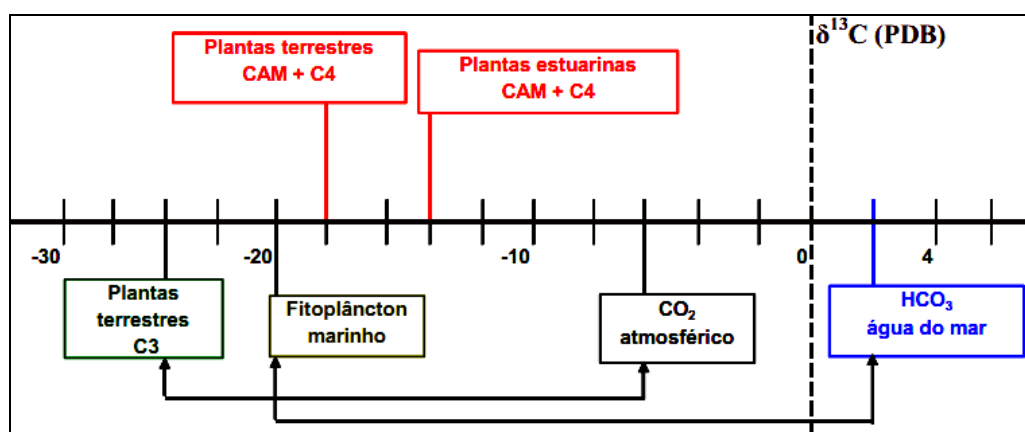 δ¹³C (PDB)
Plantas terrestres
CAM + C4
Plantas estuarinas
CAM + C4
-30
-20
-10
0
4
Plantas
terrestres
C3
Fitoplâncton
marinho
CO₂
atmosférico
HCO₃
água do mar